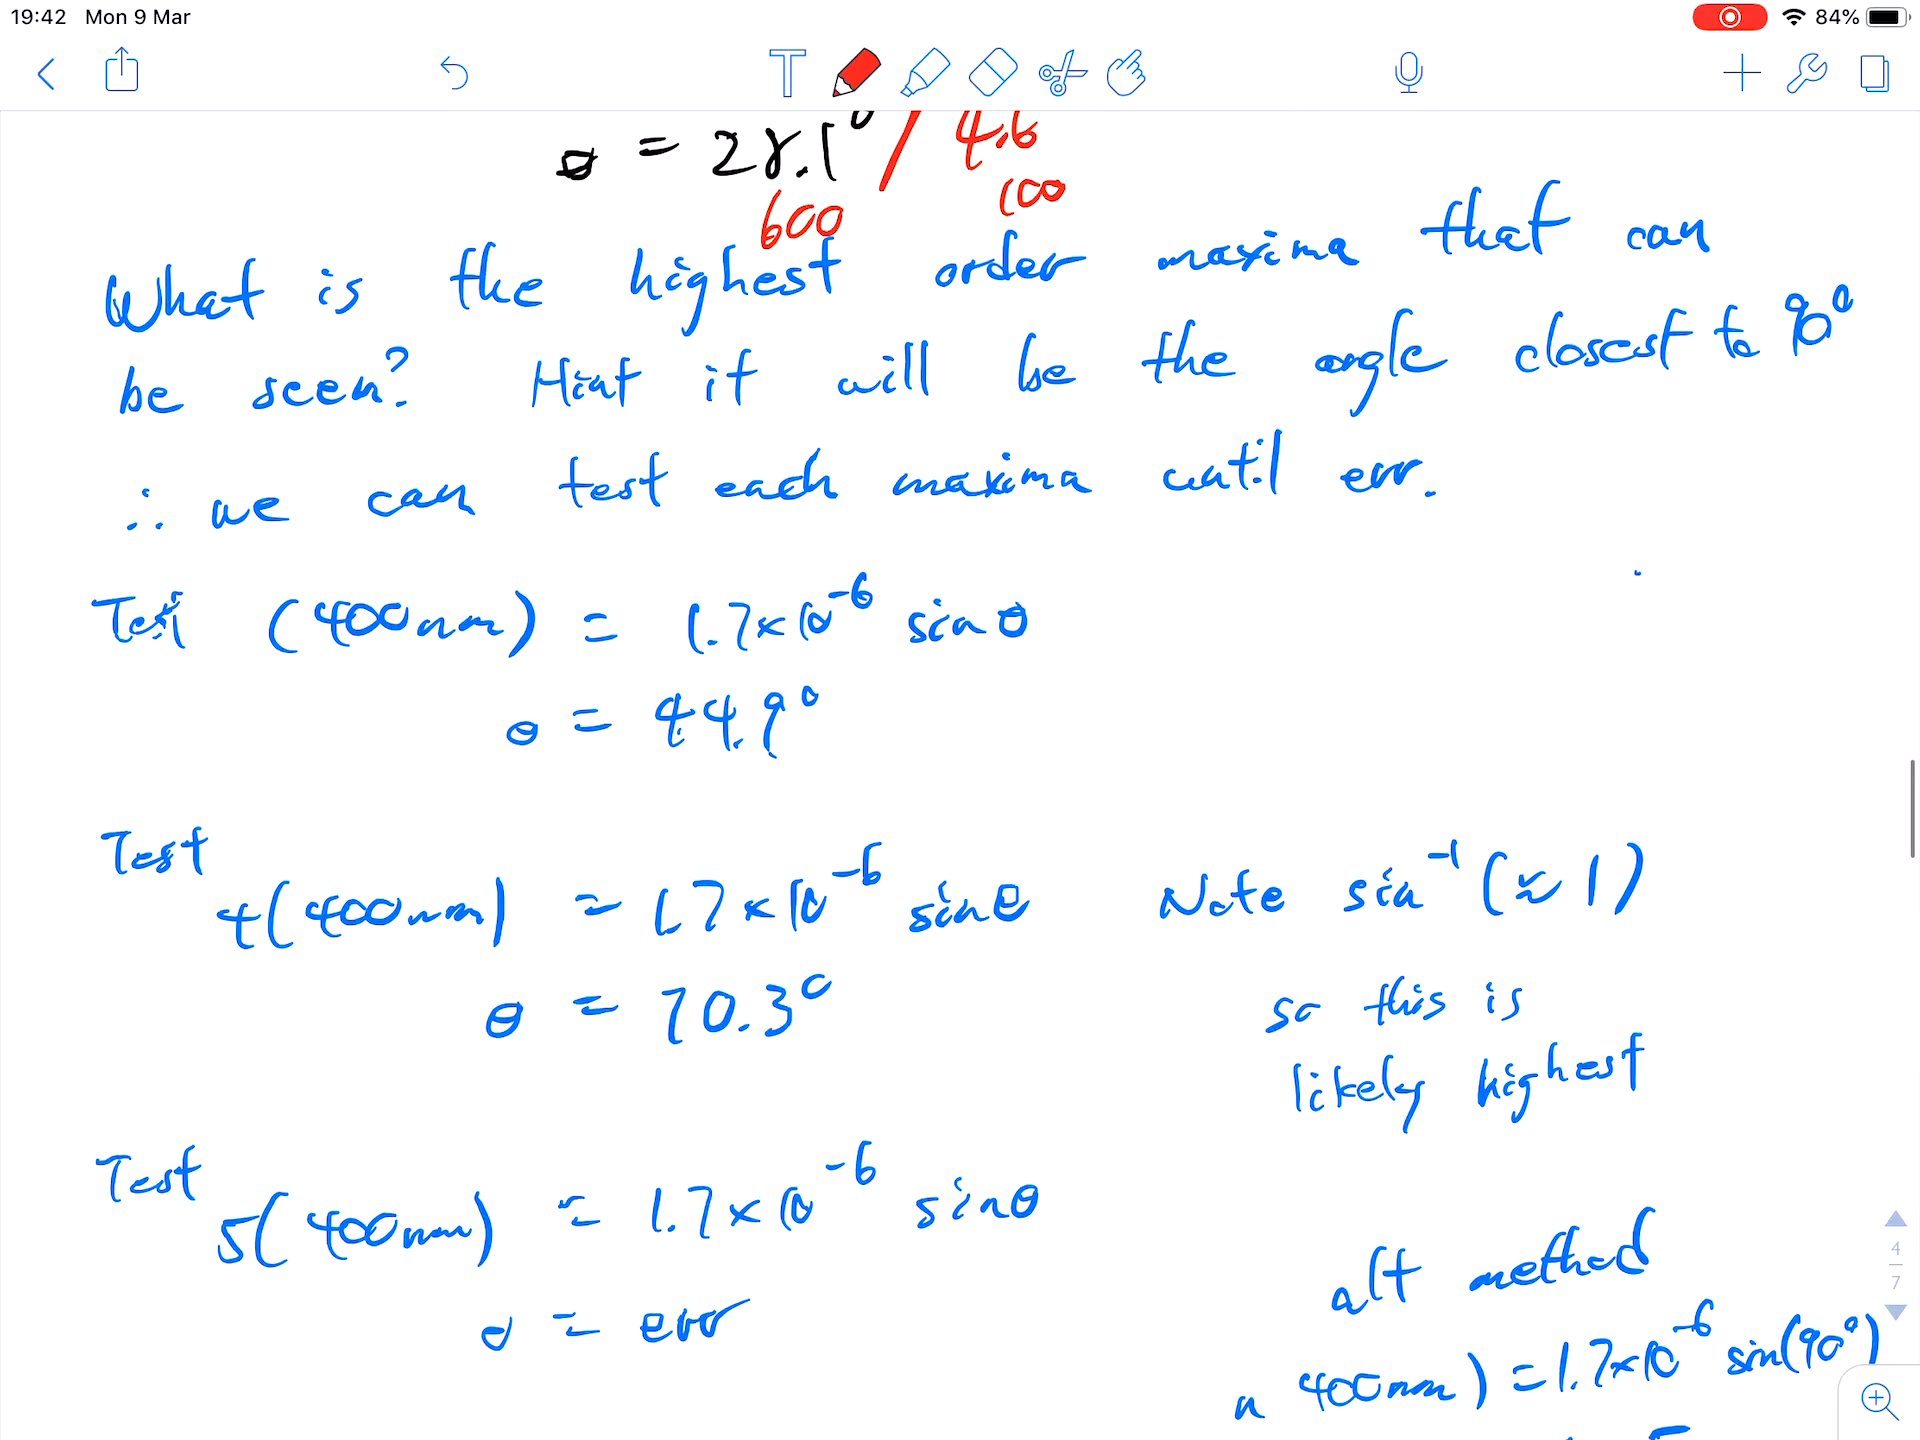 19:42 Mon 9 Mar
84%
T
θ = 28.1° / 4.6
600 100
What is the highest order maxima that can
be seen? Hint it will be the angle closest to 90°
∴ we can test each maxima until err.
Test (400nm) = 1.7×10⁻⁶ sinθ
θ = 44.9°
Test
4(400nm) = 1.7×10⁻⁶ sinθ
θ = 70.3°
Note sin⁻¹(≈1)
so this is
likely highest
Test
5(400nm) = 1.7×10⁻⁶ sinθ
θ = err
alt method
n 400nm) = 1.7×10⁻⁶ sin(90°)
4
7